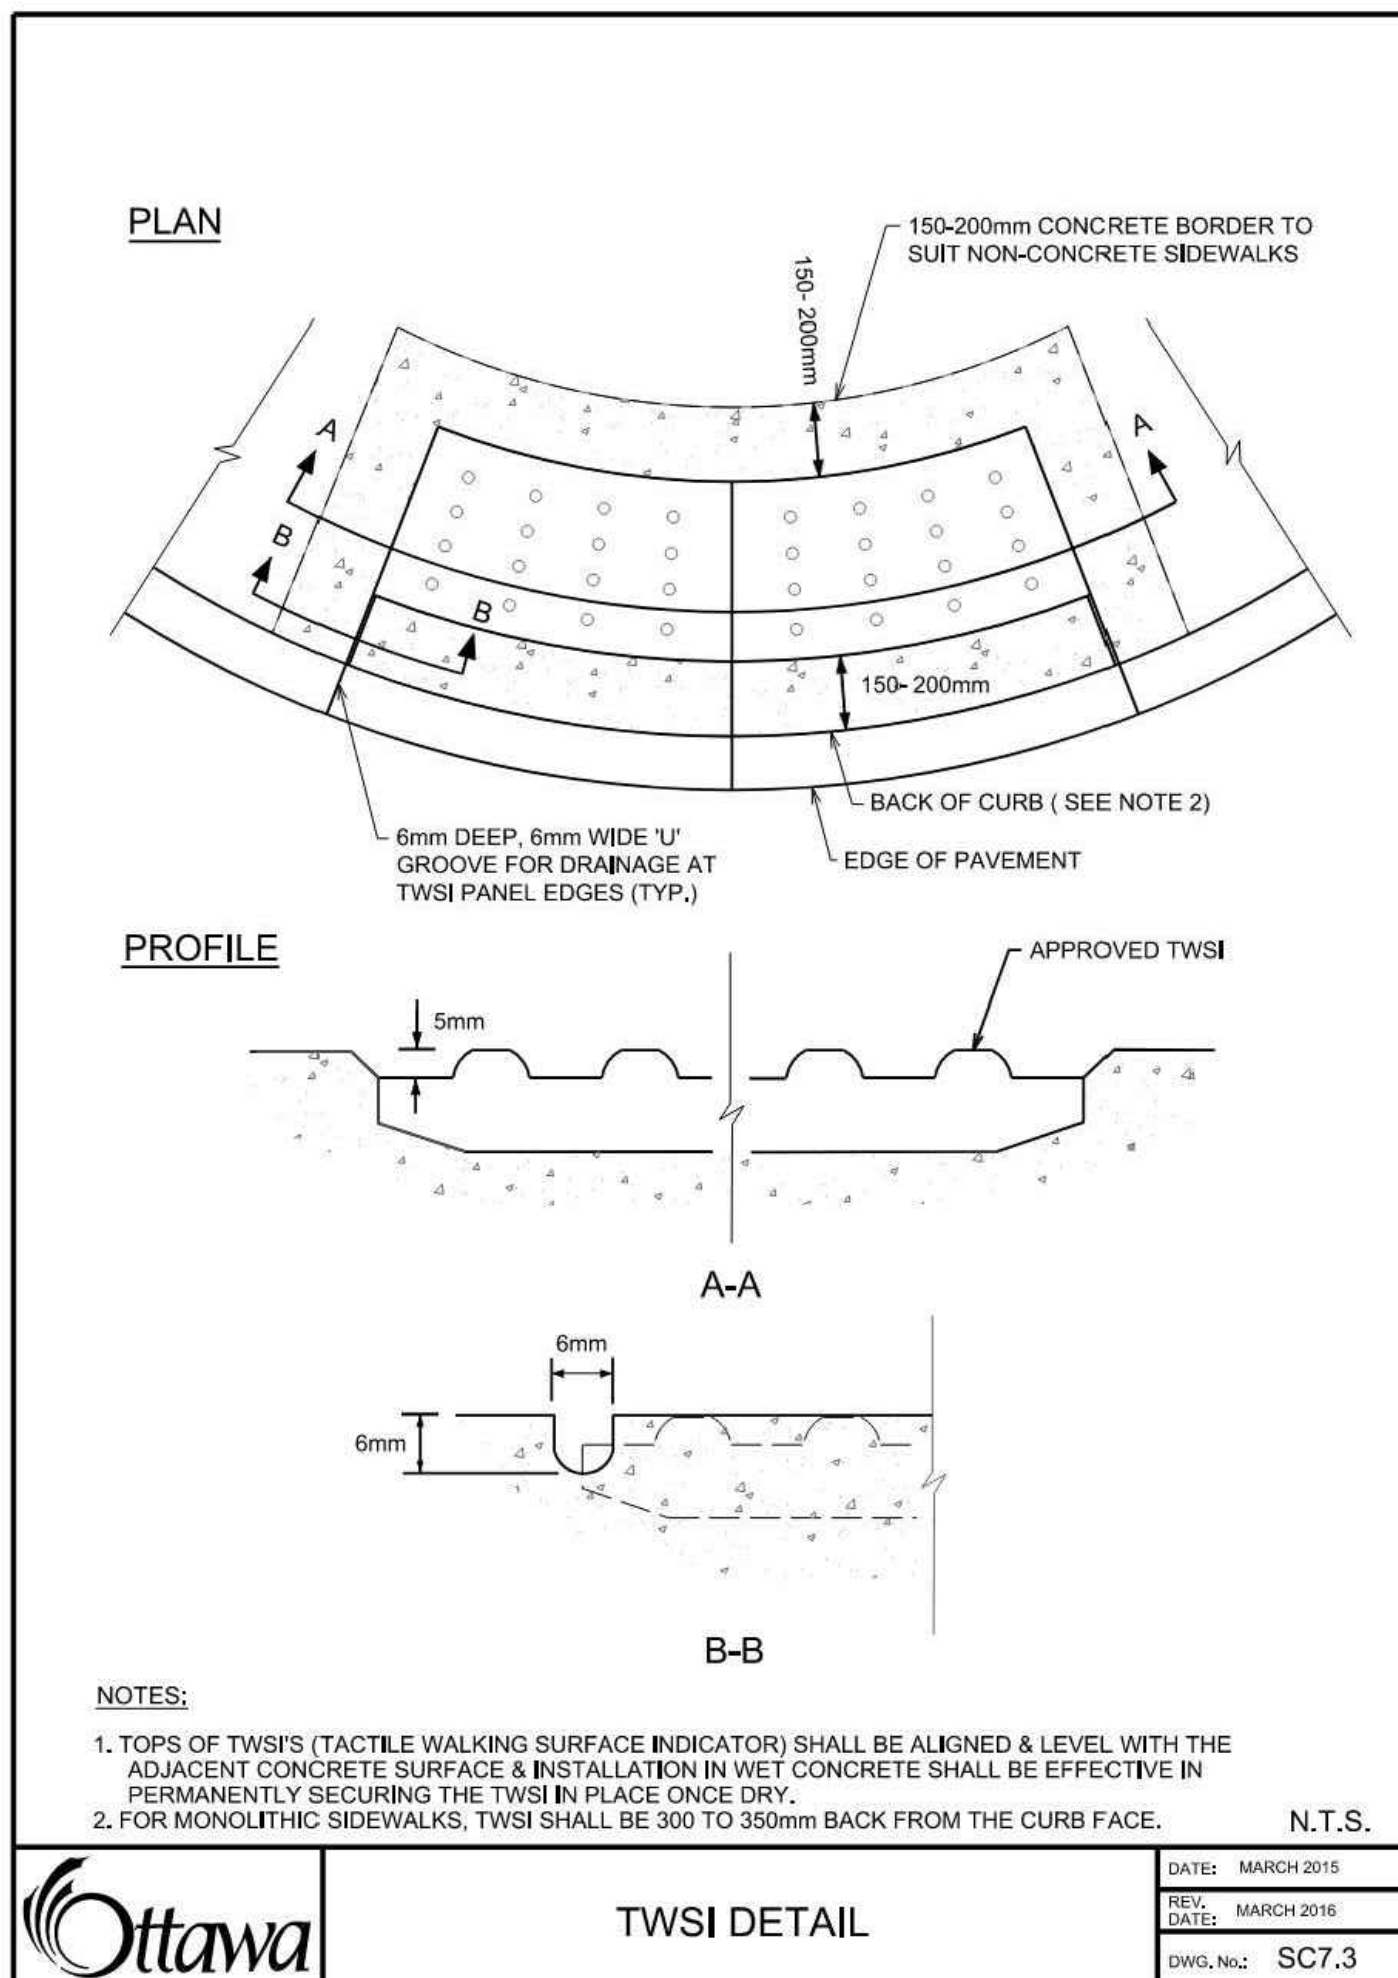 PLAN
150-200mm CONCRETE BORDER TO
SUIT NON-CONCRETE SIDEWALKS
150- 200mm
A
A
B
B
150- 200mm
BACK OF CURB ( SEE NOTE 2)
6mm DEEP, 6mm WIDE 'U'
GROOVE FOR DRAINAGE AT
TWSI PANEL EDGES (TYP.)
EDGE OF PAVEMENT
PROFILE
APPROVED TWSI
5mm
A-A
6mm
6mm
B-B
NOTES:
1. TOPS OF TWSI'S (TACTILE WALKING SURFACE INDICATOR) SHALL BE ALIGNED & LEVEL WITH THE
ADJACENT CONCRETE SURFACE & INSTALLATION IN WET CONCRETE SHALL BE EFFECTIVE IN
PERMANENTLY SECURING THE TWSI IN PLACE ONCE DRY.
2. FOR MONOLITHIC SIDEWALKS, TWSI SHALL BE 300 TO 350mm BACK FROM THE CURB FACE.
N.T.S.
Ottawa
TWSI DETAIL
DATE: MARCH 2015
REV.
DATE: MARCH 2016
DWG. No.: SC7.3